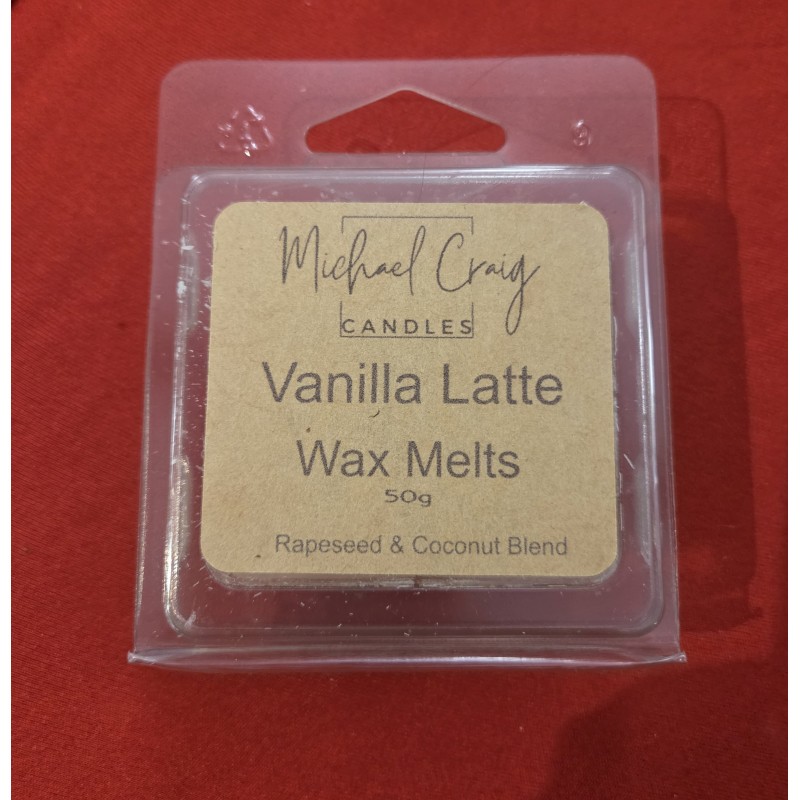 Michael Craig
CANDLES
Vanilla Latte
Wax Melts
50g
Rapeseed & Coconut Blend